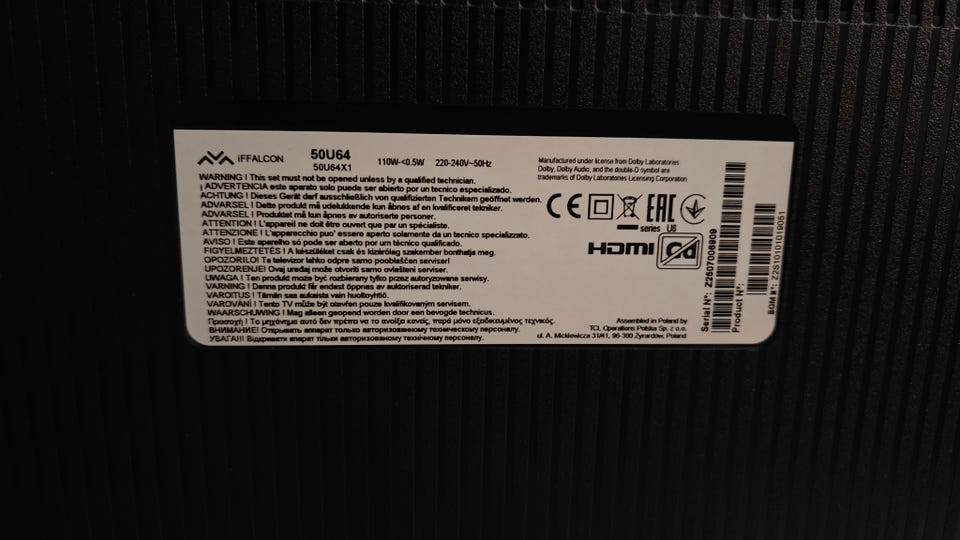 iFFALCON
50U64
50U64X1
110W-<0.5W 220-240V~50Hz
WARNING ! This set must not be opened unless by a qualified technician.
¡ ADVERTENCIA este aparato solo puede ser abierto por un tecnico especializado.
ACHTUNG ! Dieses Gerät darf ausschließlich von qualifizierten Technikern geöffnet werden.
ADVARSEL ! Dette produkt må udelukkende kun åbnes af en kvalificeret tekniker.
ADVARSEL ! Produktet må kun åpnes av autoriserte personer.
ATTENTION ! L'appareil ne doit être ouvert que par un spécialiste.
ATTENZIONE ! L'apparecchio puo' essere aperto solamente da un tecnico qualificato.
AVISO ! Este aparelho só pode ser aberto por um técnico qualificado.
FIGYELMEZTETÉS ! A készüléket csak és kizárólag szakember bonthatja meg.
OPOZORILO! Ta televizor lahko odpre samo pooblaščen serviser.
UPOZORENJE! Ovaj uređaj može otvoriti samo ovlašteni serviser.
UWAGA ! Ten produkt może być rozbierany tylko przez autoryzowane serwisy.
VARNING ! Denna produkt får endast öppnas av auktoriserad tekniker.
VAROITUS ! Tämän saa aukaista vain huoltoyhtiö.
VAROVÁNÍ ! Tento TV může být otevřen pouze kvalifikovaným servisem.
WAARSCHUWING ! Mag alleen geopend worden door een bevoegde technicus.
Προσοχή ! Το μηχάνημα αυτό δεν πρέπει να το ανοίξει κανείς, παρά μόνο εξειδικευμένος τεχνικός.
ВНИМАНИЕ! Открывать аппарат только авторизованному техническому персоналу.
УВАГА!!! Відкривати апарат тільки авторизованому технічному персоналу.
Manufactured under license from Dolby Laboratories
Dolby, Dolby Audio, and the double-D symbol are
trademarks of Dolby Laboratories Licensing Corporation
CE EAC
series U6
HDMI
Assembled in Poland by
TCL Operations Polska Sp. z o.o.
ul. A. Mickiewicza 31/41, 96-300 Żyrardów, Poland
Serial N°: Z2507006909
Product N°:
BOM N°: Z2S10101019051